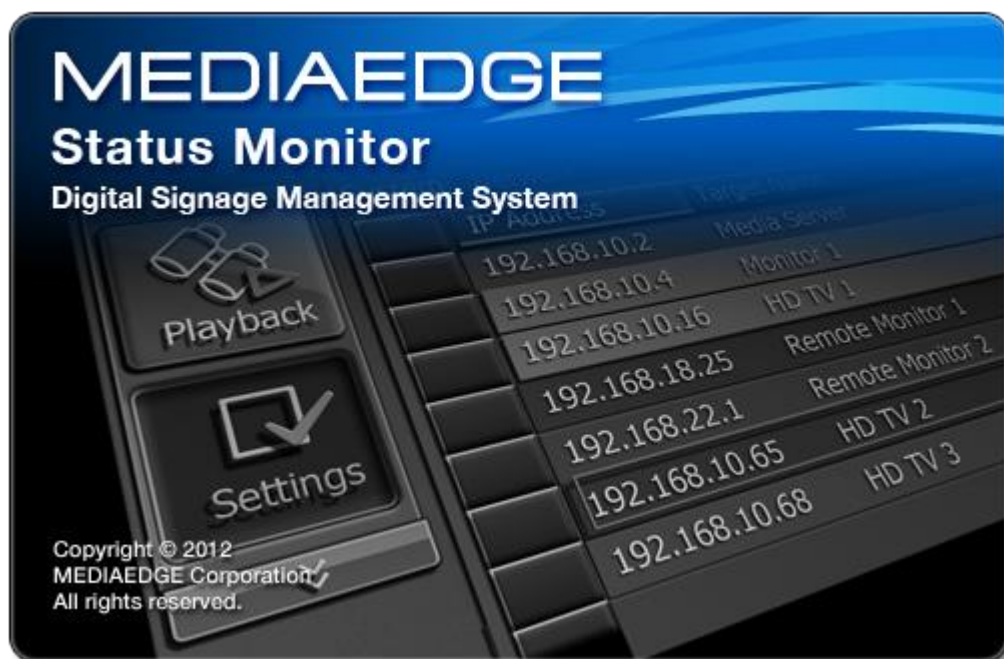 MEDIAEDGE
Status Monitor
Digital Signage Management System
IP Address
192.168.10.2 Media Server
192.168.10.4 Monitor 1
192.168.10.16 HD TV 1
192.168.18.25 Remote Monitor 1
192.168.22.1 Remote Monitor 2
192.168.10.65 HD TV 2
192.168.10.68 HD TV 3
Playback
Settings
Copyright © 2012
MEDIAEDGE Corporation
All rights reserved.